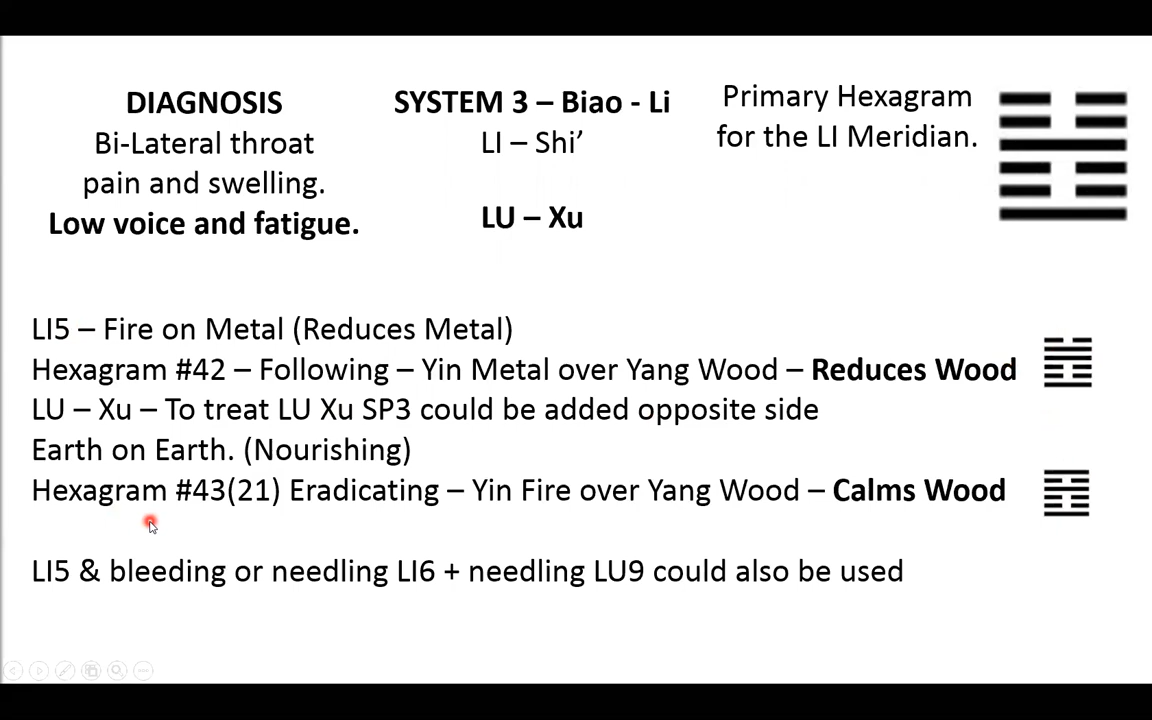 DIAGNOSIS
Bi-Lateral throat
pain and swelling.
Low voice and fatigue.
SYSTEM 3 – Biao - Li
LI – Shi’
LU – Xu
Primary Hexagram
for the LI Meridian.
LI5 – Fire on Metal (Reduces Metal)
Hexagram #42 – Following – Yin Metal over Yang Wood – Reduces Wood
LU – Xu – To treat LU Xu SP3 could be added opposite side
Earth on Earth. (Nourishing)
Hexagram #43(21) Eradicating – Yin Fire over Yang Wood – Calms Wood
LI5 & bleeding or needling LI6 + needling LU9 could also be used